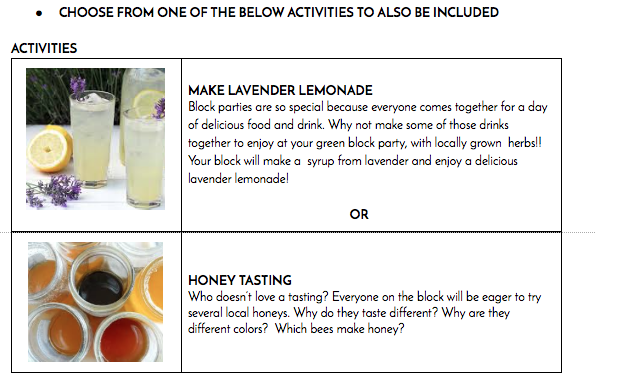 ● CHOOSE FROM ONE OF THE BELOW ACTIVITIES TO ALSO BE INCLUDED
ACTIVITIES
MAKE LAVENDER LEMONADE
Block parties are so special because everyone comes together for a day
of delicious food and drink. Why not make some of those drinks
together to enjoy at your green block party, with locally grown herbs!!
Your block will make a syrup from lavender and enjoy a delicious
lavender lemonade!
OR
HONEY TASTING
Who doesn't love a tasting? Everyone on the block will be eager to try
several local honeys. Why do they taste different? Why are they
different colors? Which bees make honey?